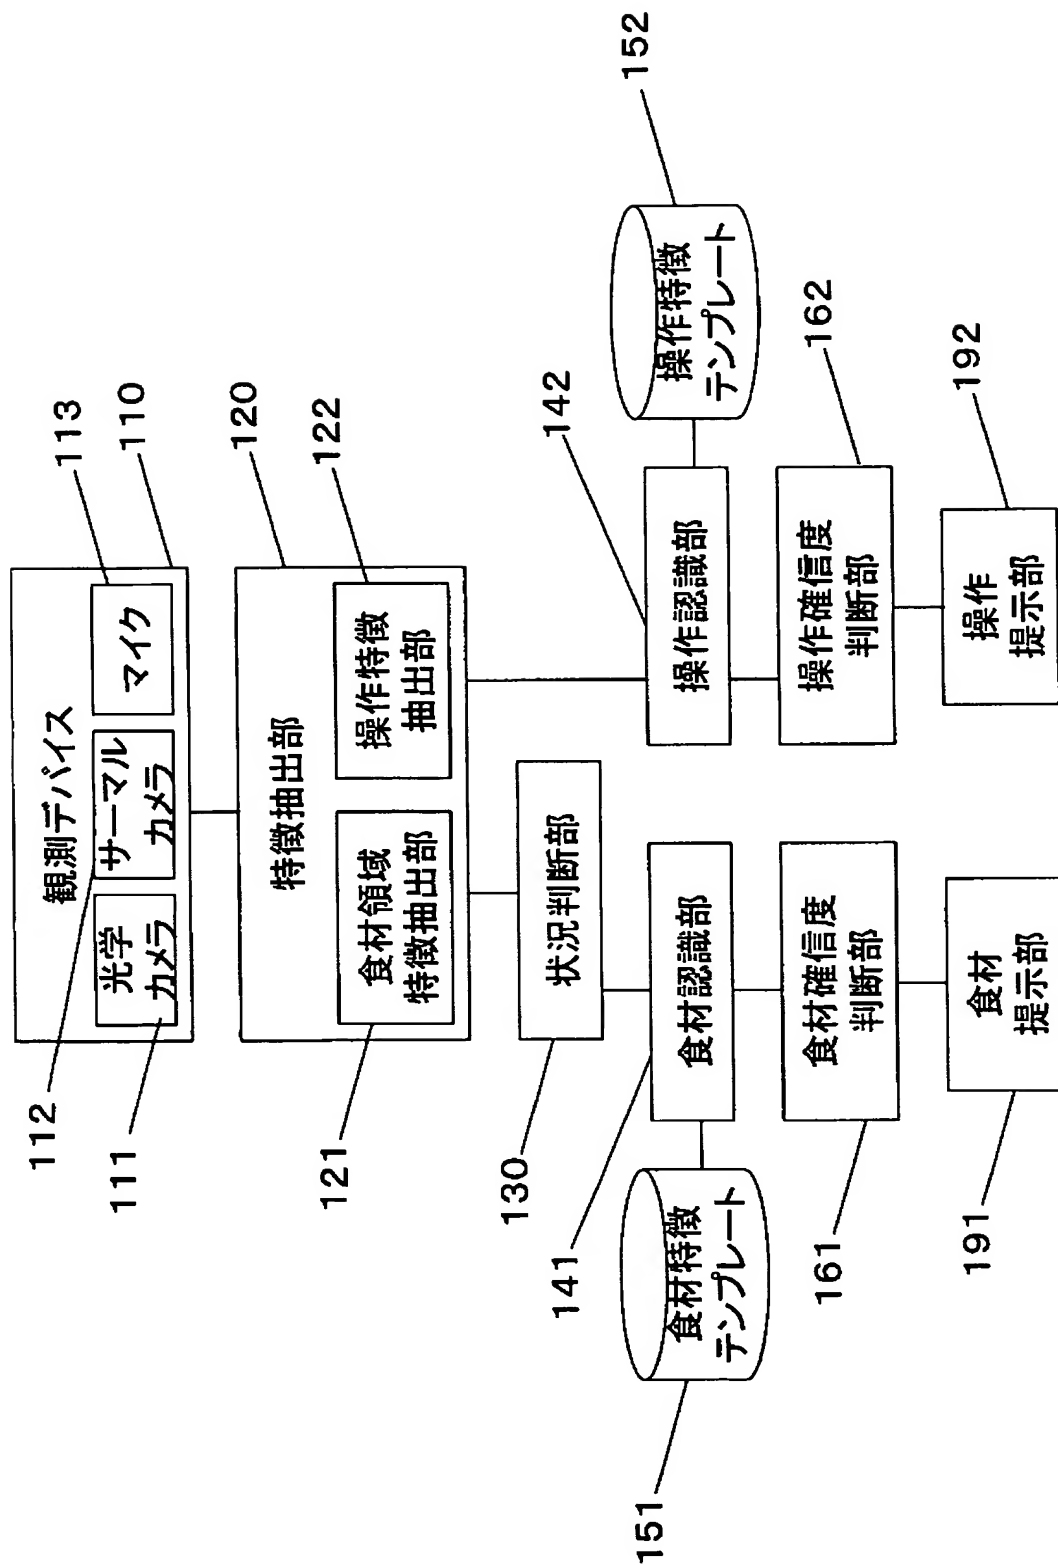 観測デバイス
光学
カメラ
サーマル
カメラ
マイク
111
112
113
110
特徴抽出部
食材領域
特徴抽出部
操作特徴
抽出部
121
122
120
状況判断部
130
食材認識部
141
操作認識部
142
食材特徴
テンプレート
151
操作特徴
テンプレート
152
食材確信度
判断部
161
操作確信度
判断部
162
食材
提示部
191
操作
提示部
192